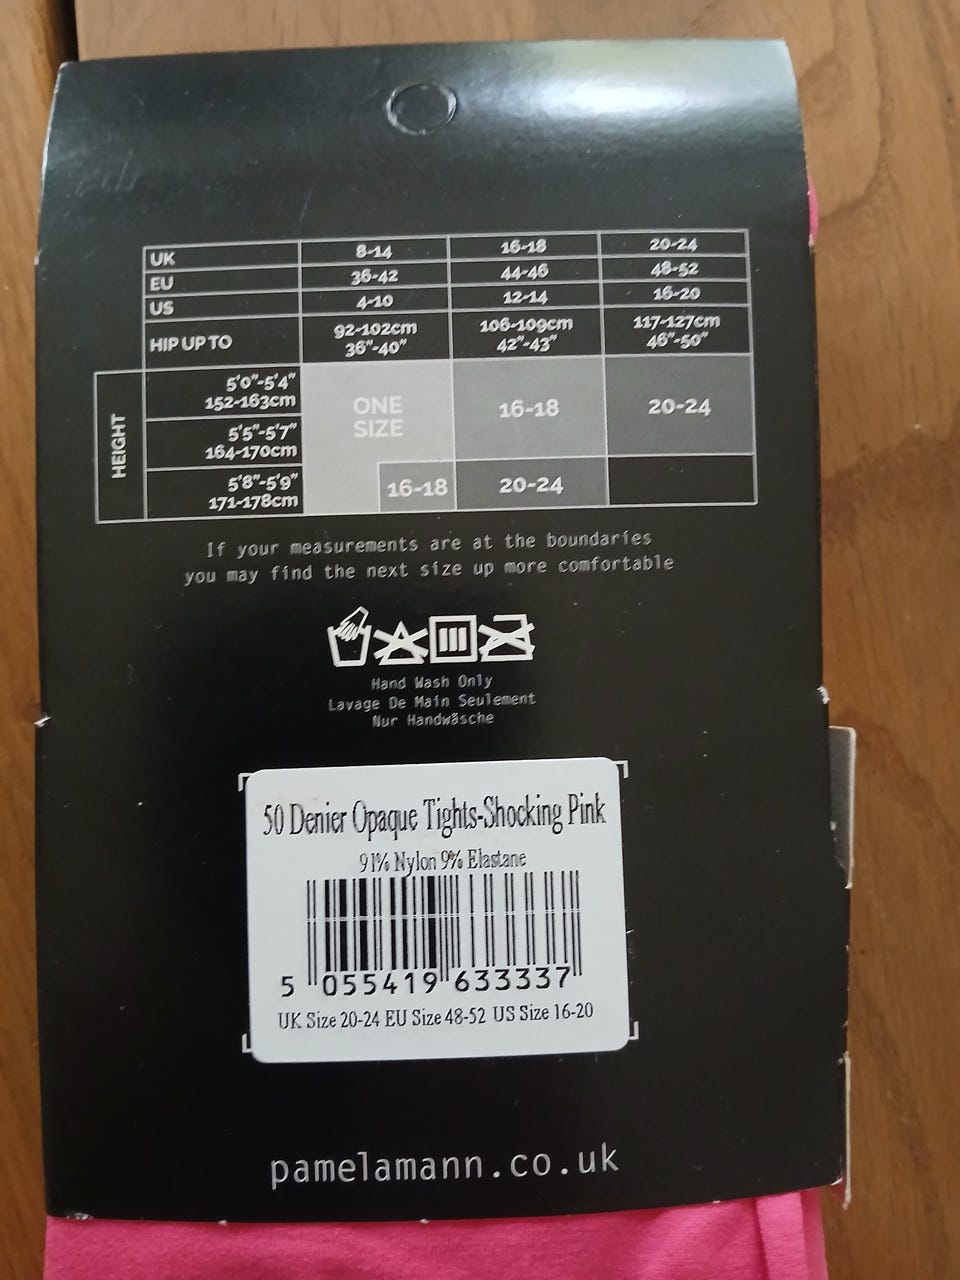 UK 8-14 16-18 20-24
EU 36-42 44-46 48-52
US 4-10 12-14 16-20
HIP UP TO 92-102cm 106-109cm 117-127cm
36"-40" 42"-43" 46"-50"
HEIGHT
5'0"-5'4"
152-163cm
5'5"-5'7"
164-170cm
5'8"-5'9"
171-178cm
ONE
SIZE
16-18
20-24
16-18
20-24
If your measurements are at the boundaries
you may find the next size up more comfortable
Hand Wash Only
Lavage De Main Seulement
Nur Handwäsche
50 Denier Opaque Tights-Shocking Pink
91% Nylon 9% Elastane
5 055419 633337
UK Size 20-24 EU Size 48-52 US Size 16-20
pamelamann.co.uk